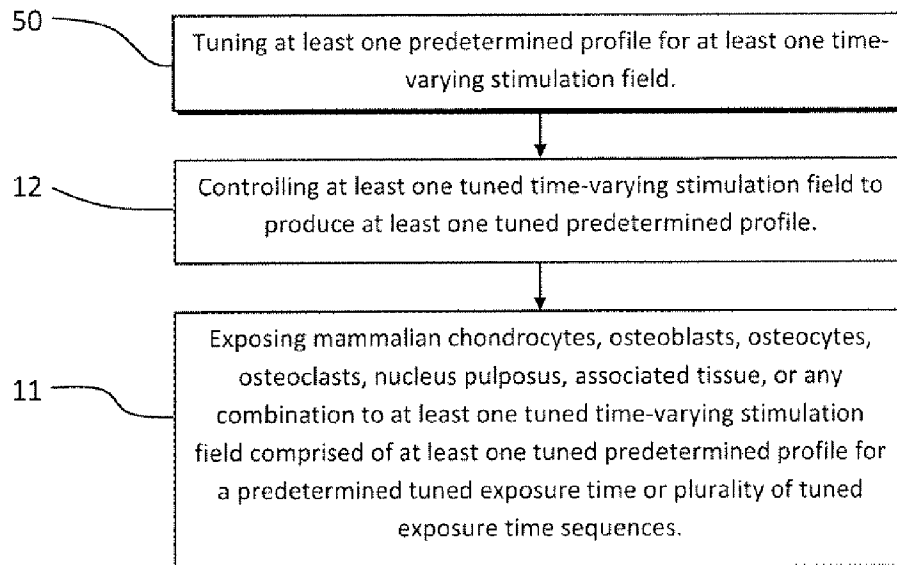 50
Tuning at least one predetermined profile for at least one time-
varying stimulation field.
12
Controlling at least one tuned time-varying stimulation field to
produce at least one tuned predetermined profile.
11
Exposing mammalian chondrocytes, osteoblasts, osteocytes,
osteoclasts, nucleus pulposus, associated tissue, or any
combination to at least one tuned time-varying stimulation
field comprised of at least one tuned predetermined profile for
a predetermined tuned exposure time or plurality of tuned
exposure time sequences.